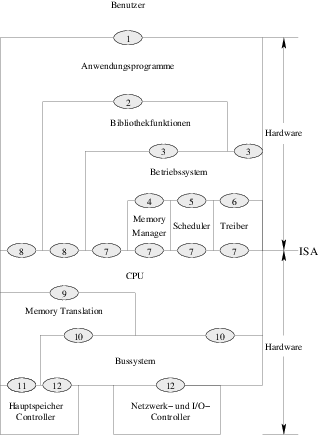 Benutzer
1
Anwendungsprogramme
2
Bibliothekfunktionen
Hardware
3
3
Betriebssystem
4
5
6
Memory
Manager
Scheduler
Treiber
8
8
7
7
7
7
ISA
CPU
9
Memory Translation
10
10
Hardware
Bussystem
11
12
12
Hauptspeicher
Controller
Netzwerk– und I/O–
Controller